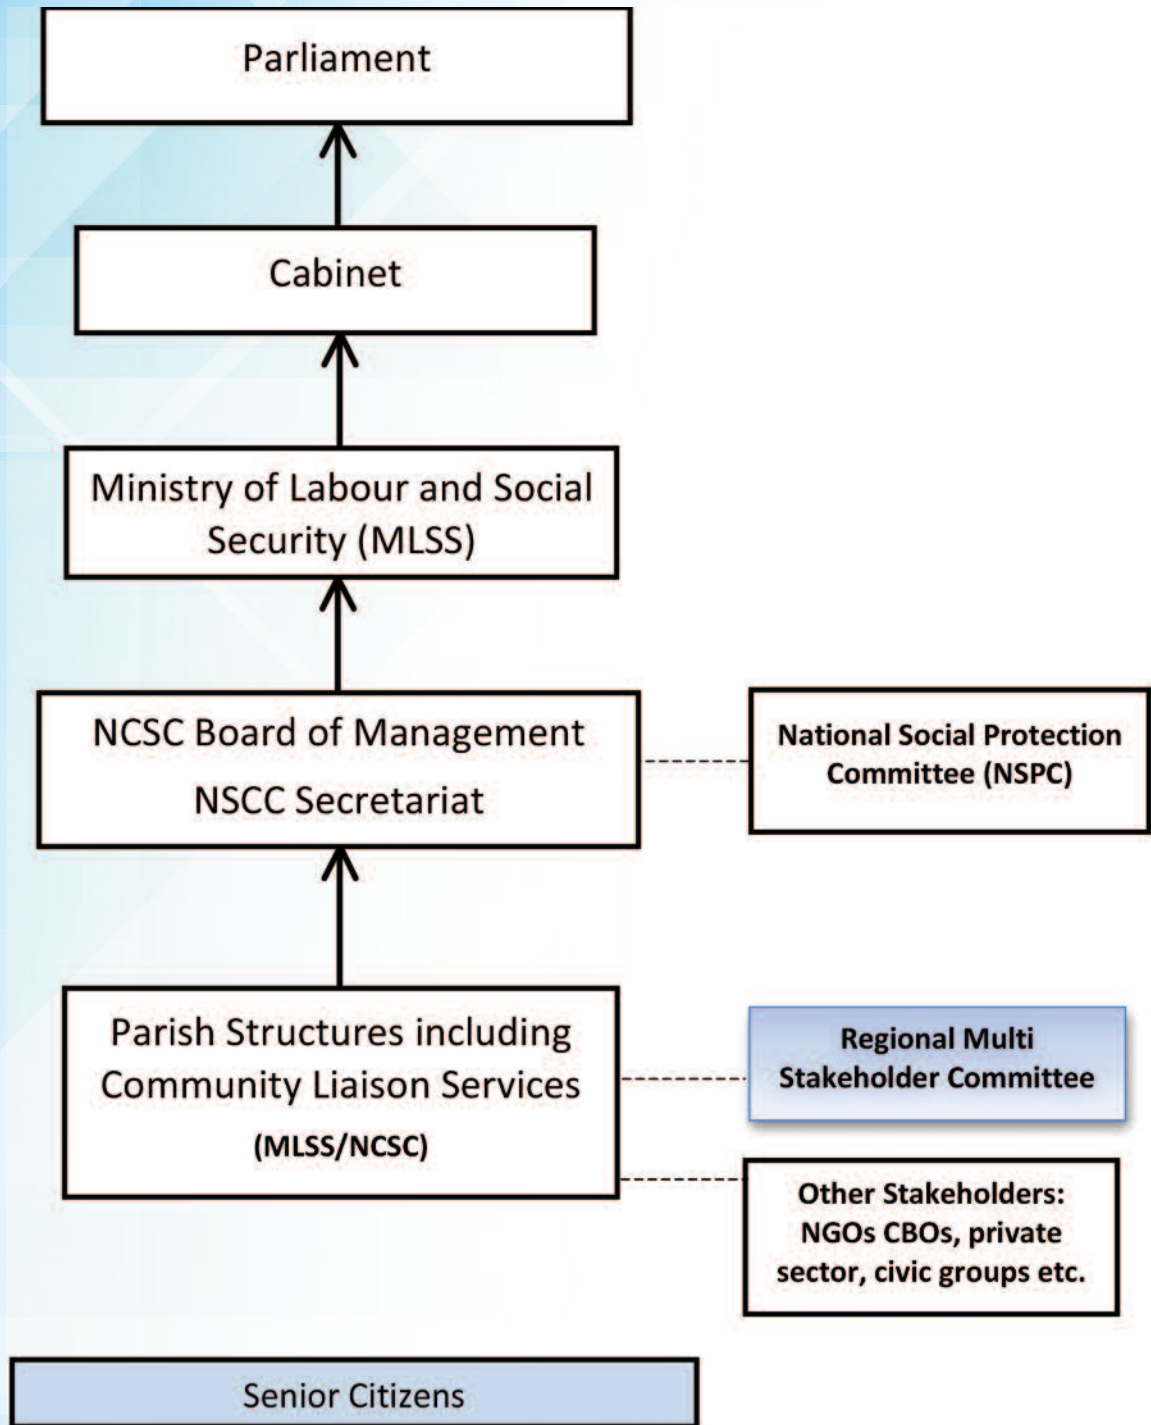 Parliament
Cabinet
Ministry of Labour and Social
Security (MLSS)
NCSC Board of Management
NSCC Secretariat
National Social Protection
Committee (NSPC)
Parish Structures including
Community Liaison Services
(MLSS/NCSC)
Regional Multi
Stakeholder Committee
Other Stakeholders:
NGOs CBOs, private
sector, civic groups etc.
Senior Citizens